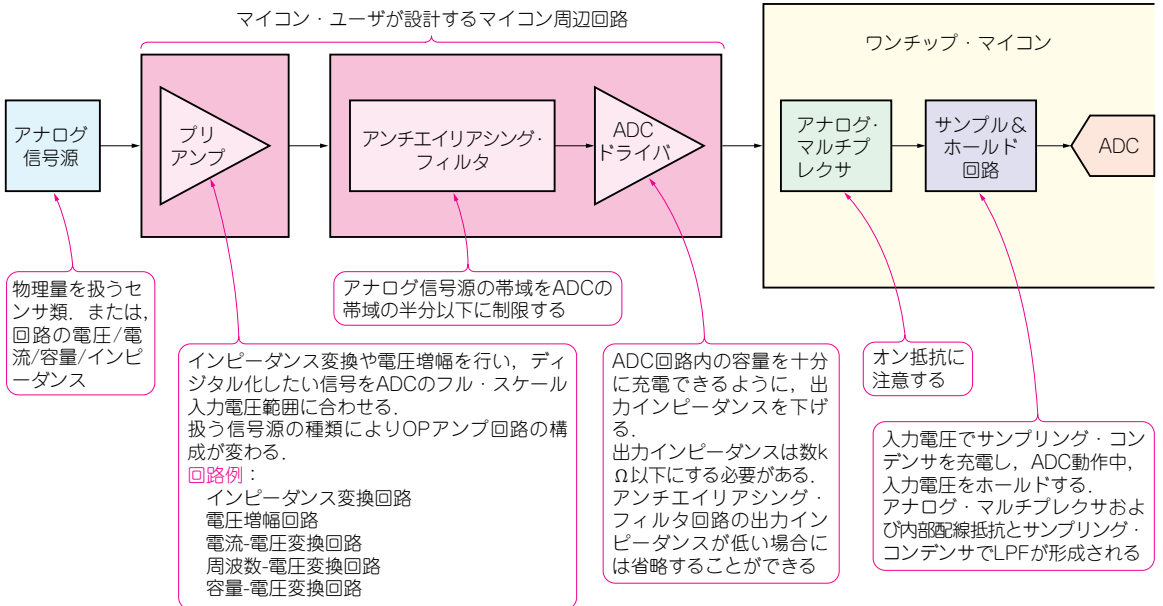 マイコン・ユーザが設計するマイコン周辺回路
ワンチップ・マイコン
アナログ
信号源
プリ
アンプ
アンチエイリアシング・
フィルタ
ADC
ドライバ
アナログ・
マルチプ
レクサ
サンプル&
ホールド
回路
ADC
物理量を扱うセ
ンサ類．または，
回路の電圧/電
流/容量/インピ
ーダンス
インピーダンス変換や電圧増幅を行い，ディ
ジタル化したい信号をADCのフル・スケール
入力電圧範囲に合わせる．
扱う信号源の種類によりOPアンプ回路の構
成が変わる．
回路例：
インピーダンス変換回路
電圧増幅回路
電流-電圧変換回路
周波数-電圧変換回路
容量-電圧変換回路
アナログ信号源の帯域をADCの
帯域の半分以下に制限する
ADC回路内の容量を十分
に充電できるように，出
力インピーダンスを下げ
る．
出力インピーダンスは数k
Ω以下にする必要がある．
アンチエイリアシング・
フィルタ回路の出力イン
ピーダンスが低い場合に
は省略することができる
オン抵抗に
注意する
入力電圧でサンプリング・コン
デンサを充電し，ADC動作中，
入力電圧をホールドする．
アナログ・マルチプレクサおよ
び内部配線抵抗とサンプリング・
コンデンサでLPFが形成される